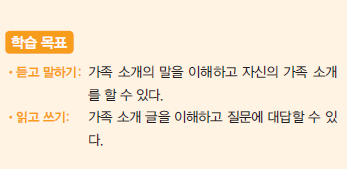 학습 목표
• 듣고 말하기: 가족 소개의 말을 이해하고 자신의 가족 소개
를 할 수 있다.
• 읽고 쓰기: 가족 소개 글을 이해하고 질문에 대답할 수 있
다.